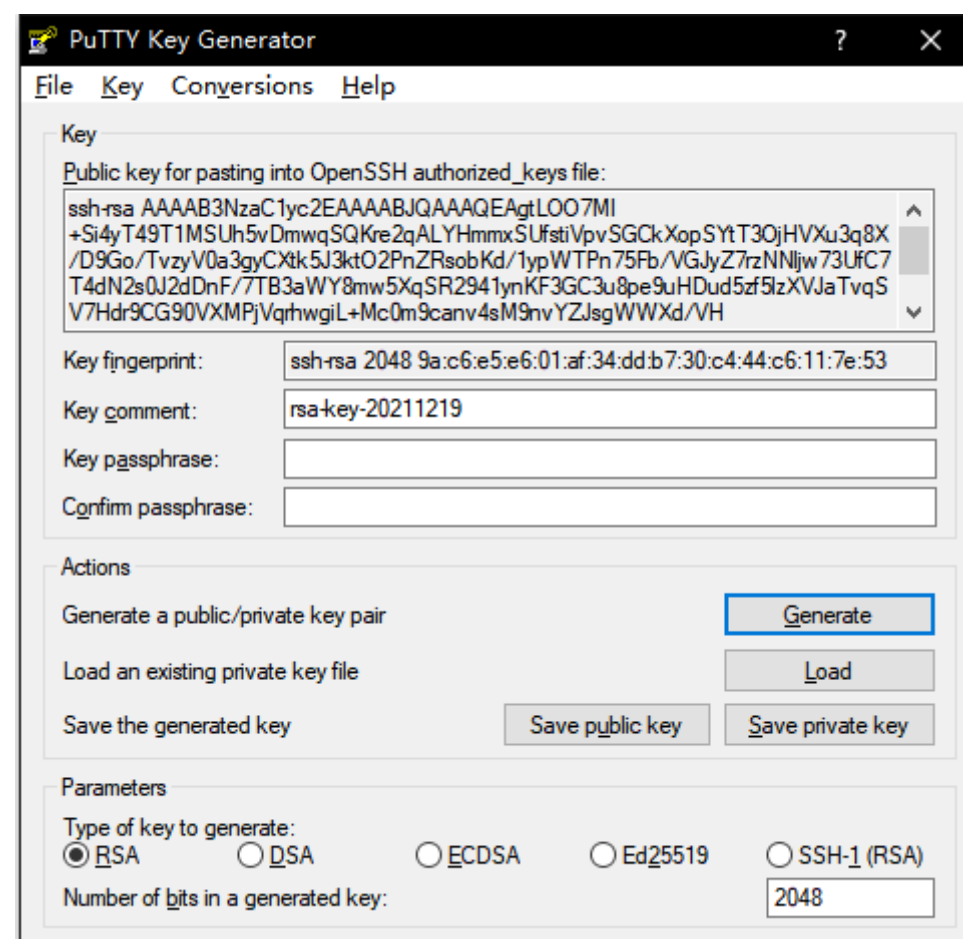 PuTTY Key Generator
File Key Conversions Help
Key
Public key for pasting into OpenSSH authorized_keys file:
ssh-rsa AAAAB3NzaC1yc2EAAAABJQAAAQEAgtLOO7MI
+Si4yT49T1MSUh5vDmwqSQKre2qALYHmmxSUfstiVpvSGCkXopSYtT3OjHVXu3q8X
/D9Go/TvzyV0a3gyCXtk5J3ktO2PnZRsobKd/1ypWTPn75Fb/VGJyZ7rzNNljw73UfC7
T4dN2s0J2dDnF/7TB3aWY8mw5XqSR2941ynKF3GC3u8pe9uHDud5zf5lzXVJaTvqS
V7Hdr9CG90VXMPjVqrhwgiL+Mc0m9canv4sM9nvYZJsgWWXd/VH
Key fingerprint: ssh-rsa 2048 9a:c6:e5:e6:01:af:34:dd:b7:30:c4:44:c6:11:7e:53
Key comment: rsa-key-20211219
Key passphrase:
Confirm passphrase:
Actions
Generate a public/private key pair Generate
Load an existing private key file Load
Save the generated key Save public key Save private key
Parameters
Type of key to generate:
RSA DSA ECDSA Ed25519 SSH-1 (RSA)
Number of bits in a generated key: 2048